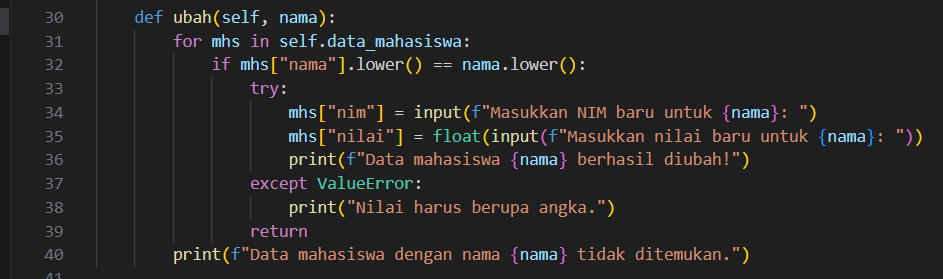 30 def ubah(self, nama):
31 for mhs in self.data_mahasiswa:
32 if mhs["nama"].lower() == nama.lower():
33 try:
34 mhs["nim"] = input(f"Masukkan NIM baru untuk {nama}: ")
35 mhs["nilai"] = float(input(f"Masukkan nilai baru untuk {nama}: "))
36 print(f"Data mahasiswa {nama} berhasil diubah!")
37 except ValueError:
38 print("Nilai harus berupa angka.")
39 return
40 print(f"Data mahasiswa dengan nama {nama} tidak ditemukan.")
41